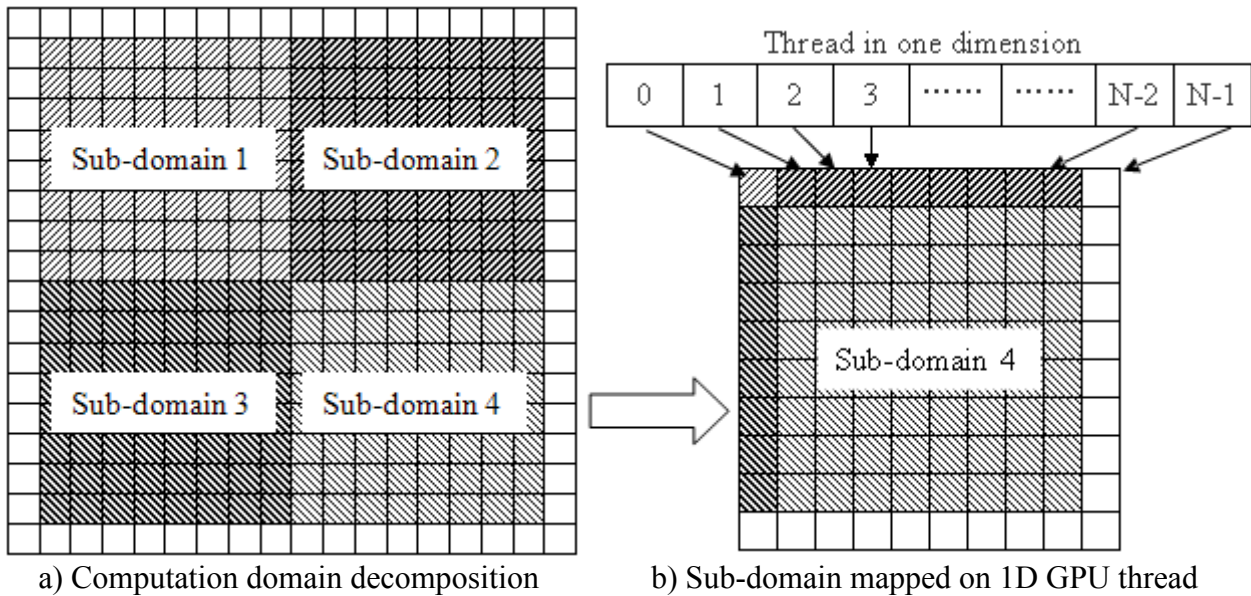 Thread in one dimension
0 1 2 3 ...... ...... N-2 N-1
Sub-domain 1 Sub-domain 2
Sub-domain 3 Sub-domain 4
Sub-domain 4
a) Computation domain decomposition
b) Sub-domain mapped on 1D GPU thread